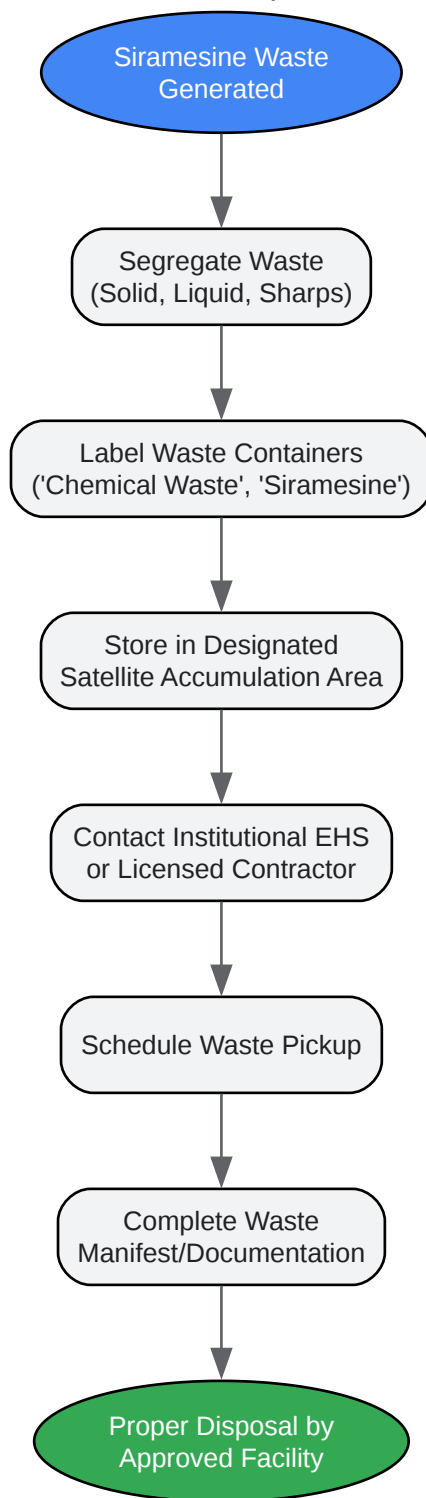 Siramesine Waste
Generated
Segregate Waste
(Solid, Liquid, Sharps)
Label Waste Containers
('Chemical Waste', 'Siramesine')
Store in Designated
Satellite Accumulation Area
Contact Institutional EHS
or Licensed Contractor
Schedule Waste Pickup
Complete Waste
Manifest/Documentation
Proper Disposal by
Approved Facility